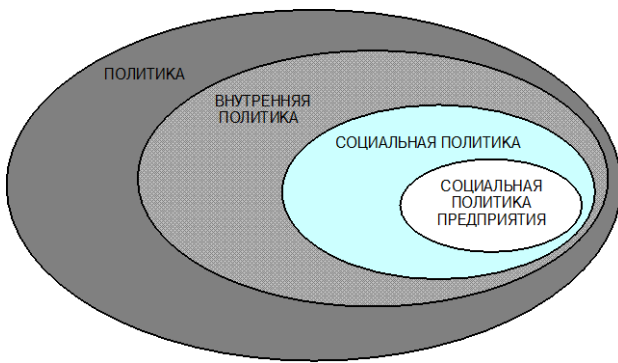 ПОЛИТИКА
ВНУТРЕННЯЯ
ПОЛИТИКА
СОЦИАЛЬНАЯ ПОЛИТИКА
СОЦИАЛЬНАЯ
ПОЛИТИКА
ПРЕДПРИЯТИЯ